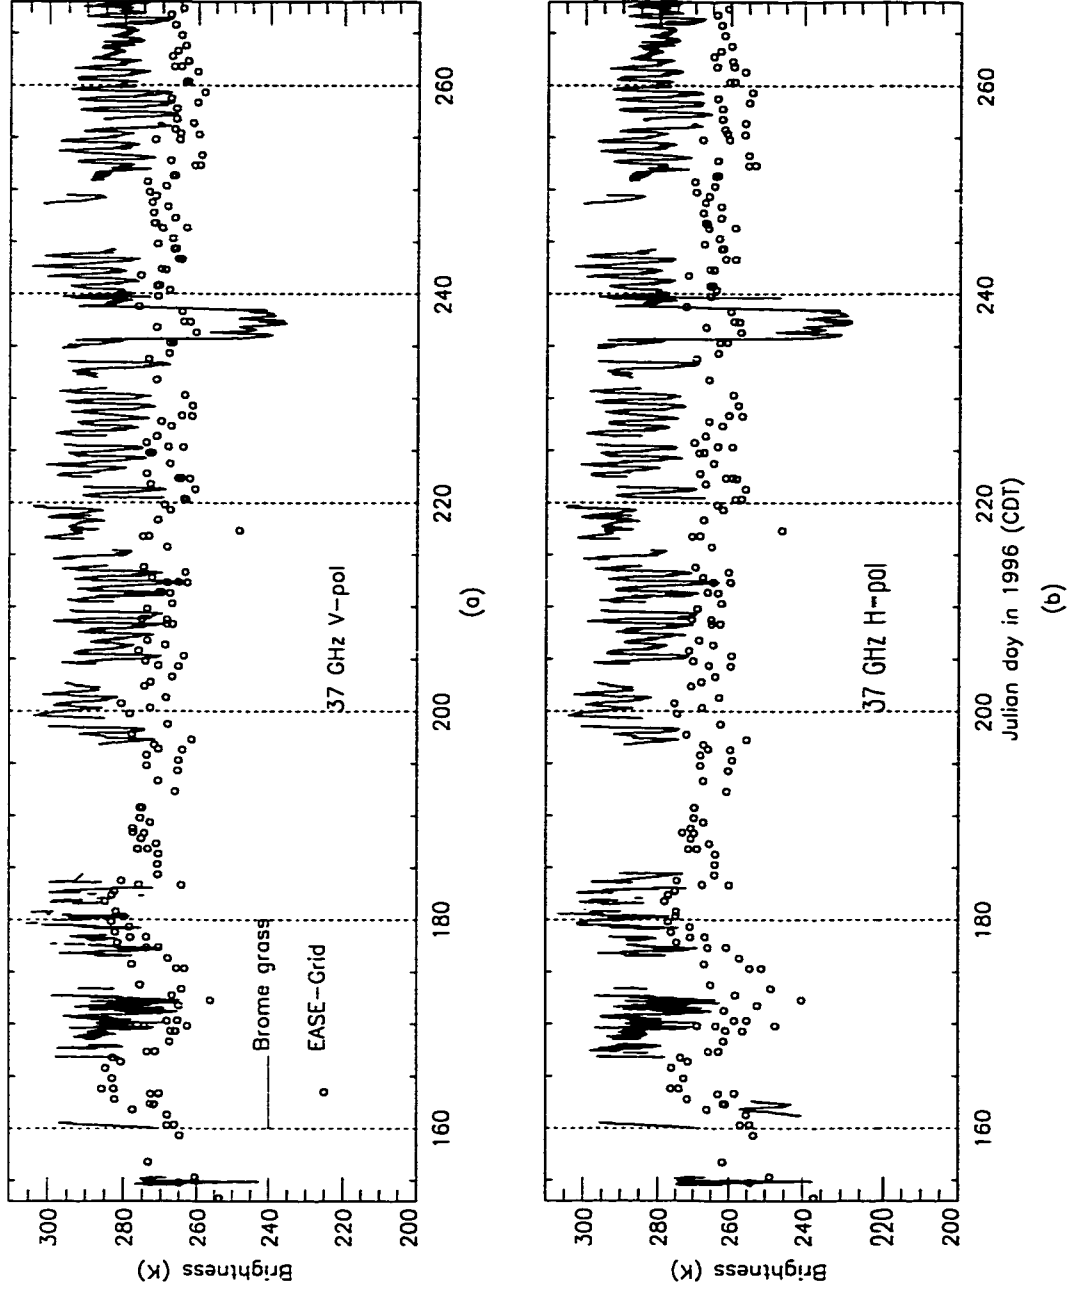 300
280
260
240
220
200
Brightness (K)
160
180
200
220
240
260
Brome grass
EASE-Grid
37 GHz V-pol
(a)
300
280
260
240
220
200
Brightness (K)
160
180
200
220
240
260
37 GHz H-pol
Julian day in 1996 (CDT)
(b)